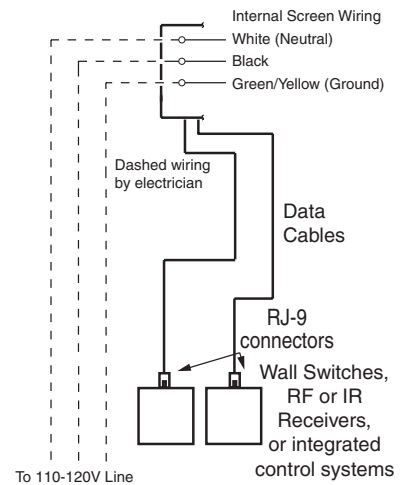 Internal Screen Wiring
White (Neutral)
Black
Green/Yellow (Ground)
Dashed wiring
by electrician
Data
Cables
RJ-9
connectors
Wall Switches,
RF or IR
Receivers,
or integrated
control systems
To 110-120V Line